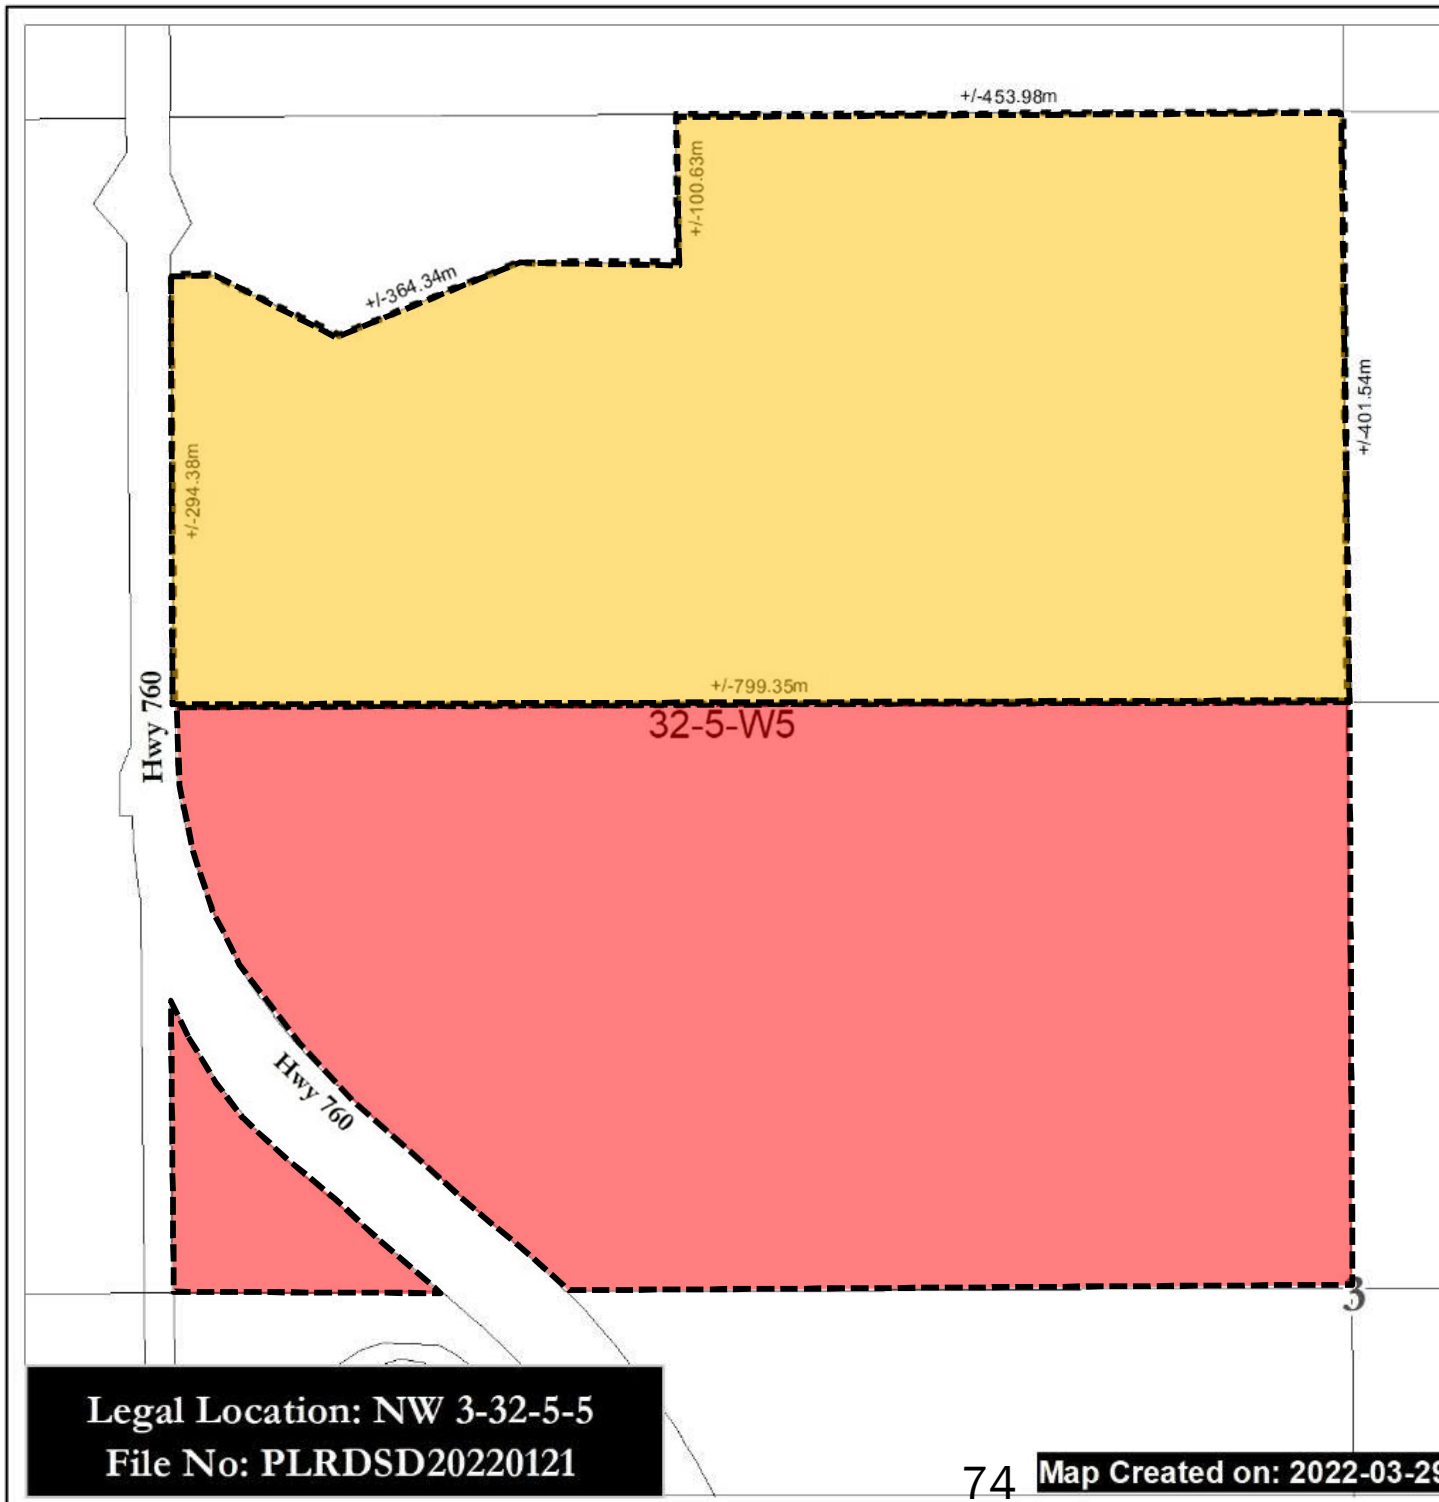 +/-453.98m
+/-100.63m
+/-364.34m
+/-401.54m
+/-294.38m
+/-799.35m
Hwy 760
32-5-W5
Hwy 760
3
Legal Location: NW 3-32-5-5
File No: PLRDSD20220121
74
Map Created on: 2022-03-29